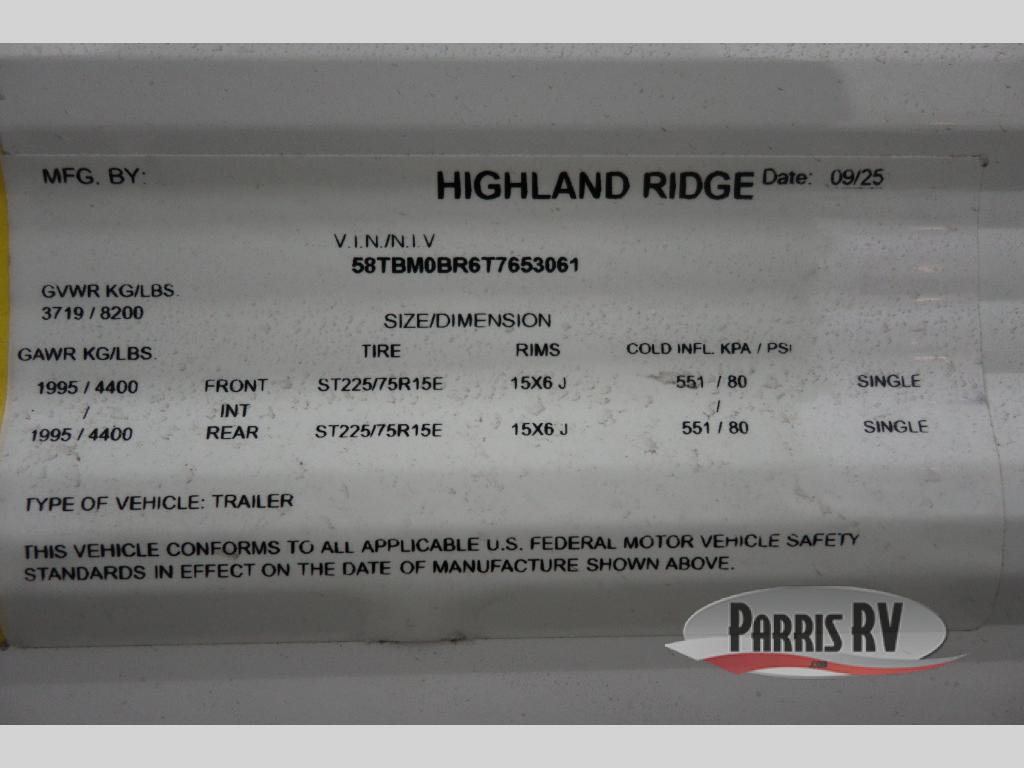 MFG. BY:
HIGHLAND RIDGE Date: 09/25
V.I.N./N.I.V
58TBM0BR6T7653061
GVWR KG/LBS.
3719 / 8200
SIZE/DIMENSION
GAWR KG/LBS. TIRE RIMS COLD INFL. KPA / PSI
1995 / 4400 FRONT ST225/75R15E 15X6 J 551 / 80 SINGLE
/ INT /
1995 / 4400 REAR ST225/75R15E 15X6 J 551 / 80 SINGLE
TYPE OF VEHICLE: TRAILER
THIS VEHICLE CONFORMS TO ALL APPLICABLE U.S. FEDERAL MOTOR VEHICLE SAFETY
STANDARDS IN EFFECT ON THE DATE OF MANUFACTURE SHOWN ABOVE.
PARRIS RV
.com